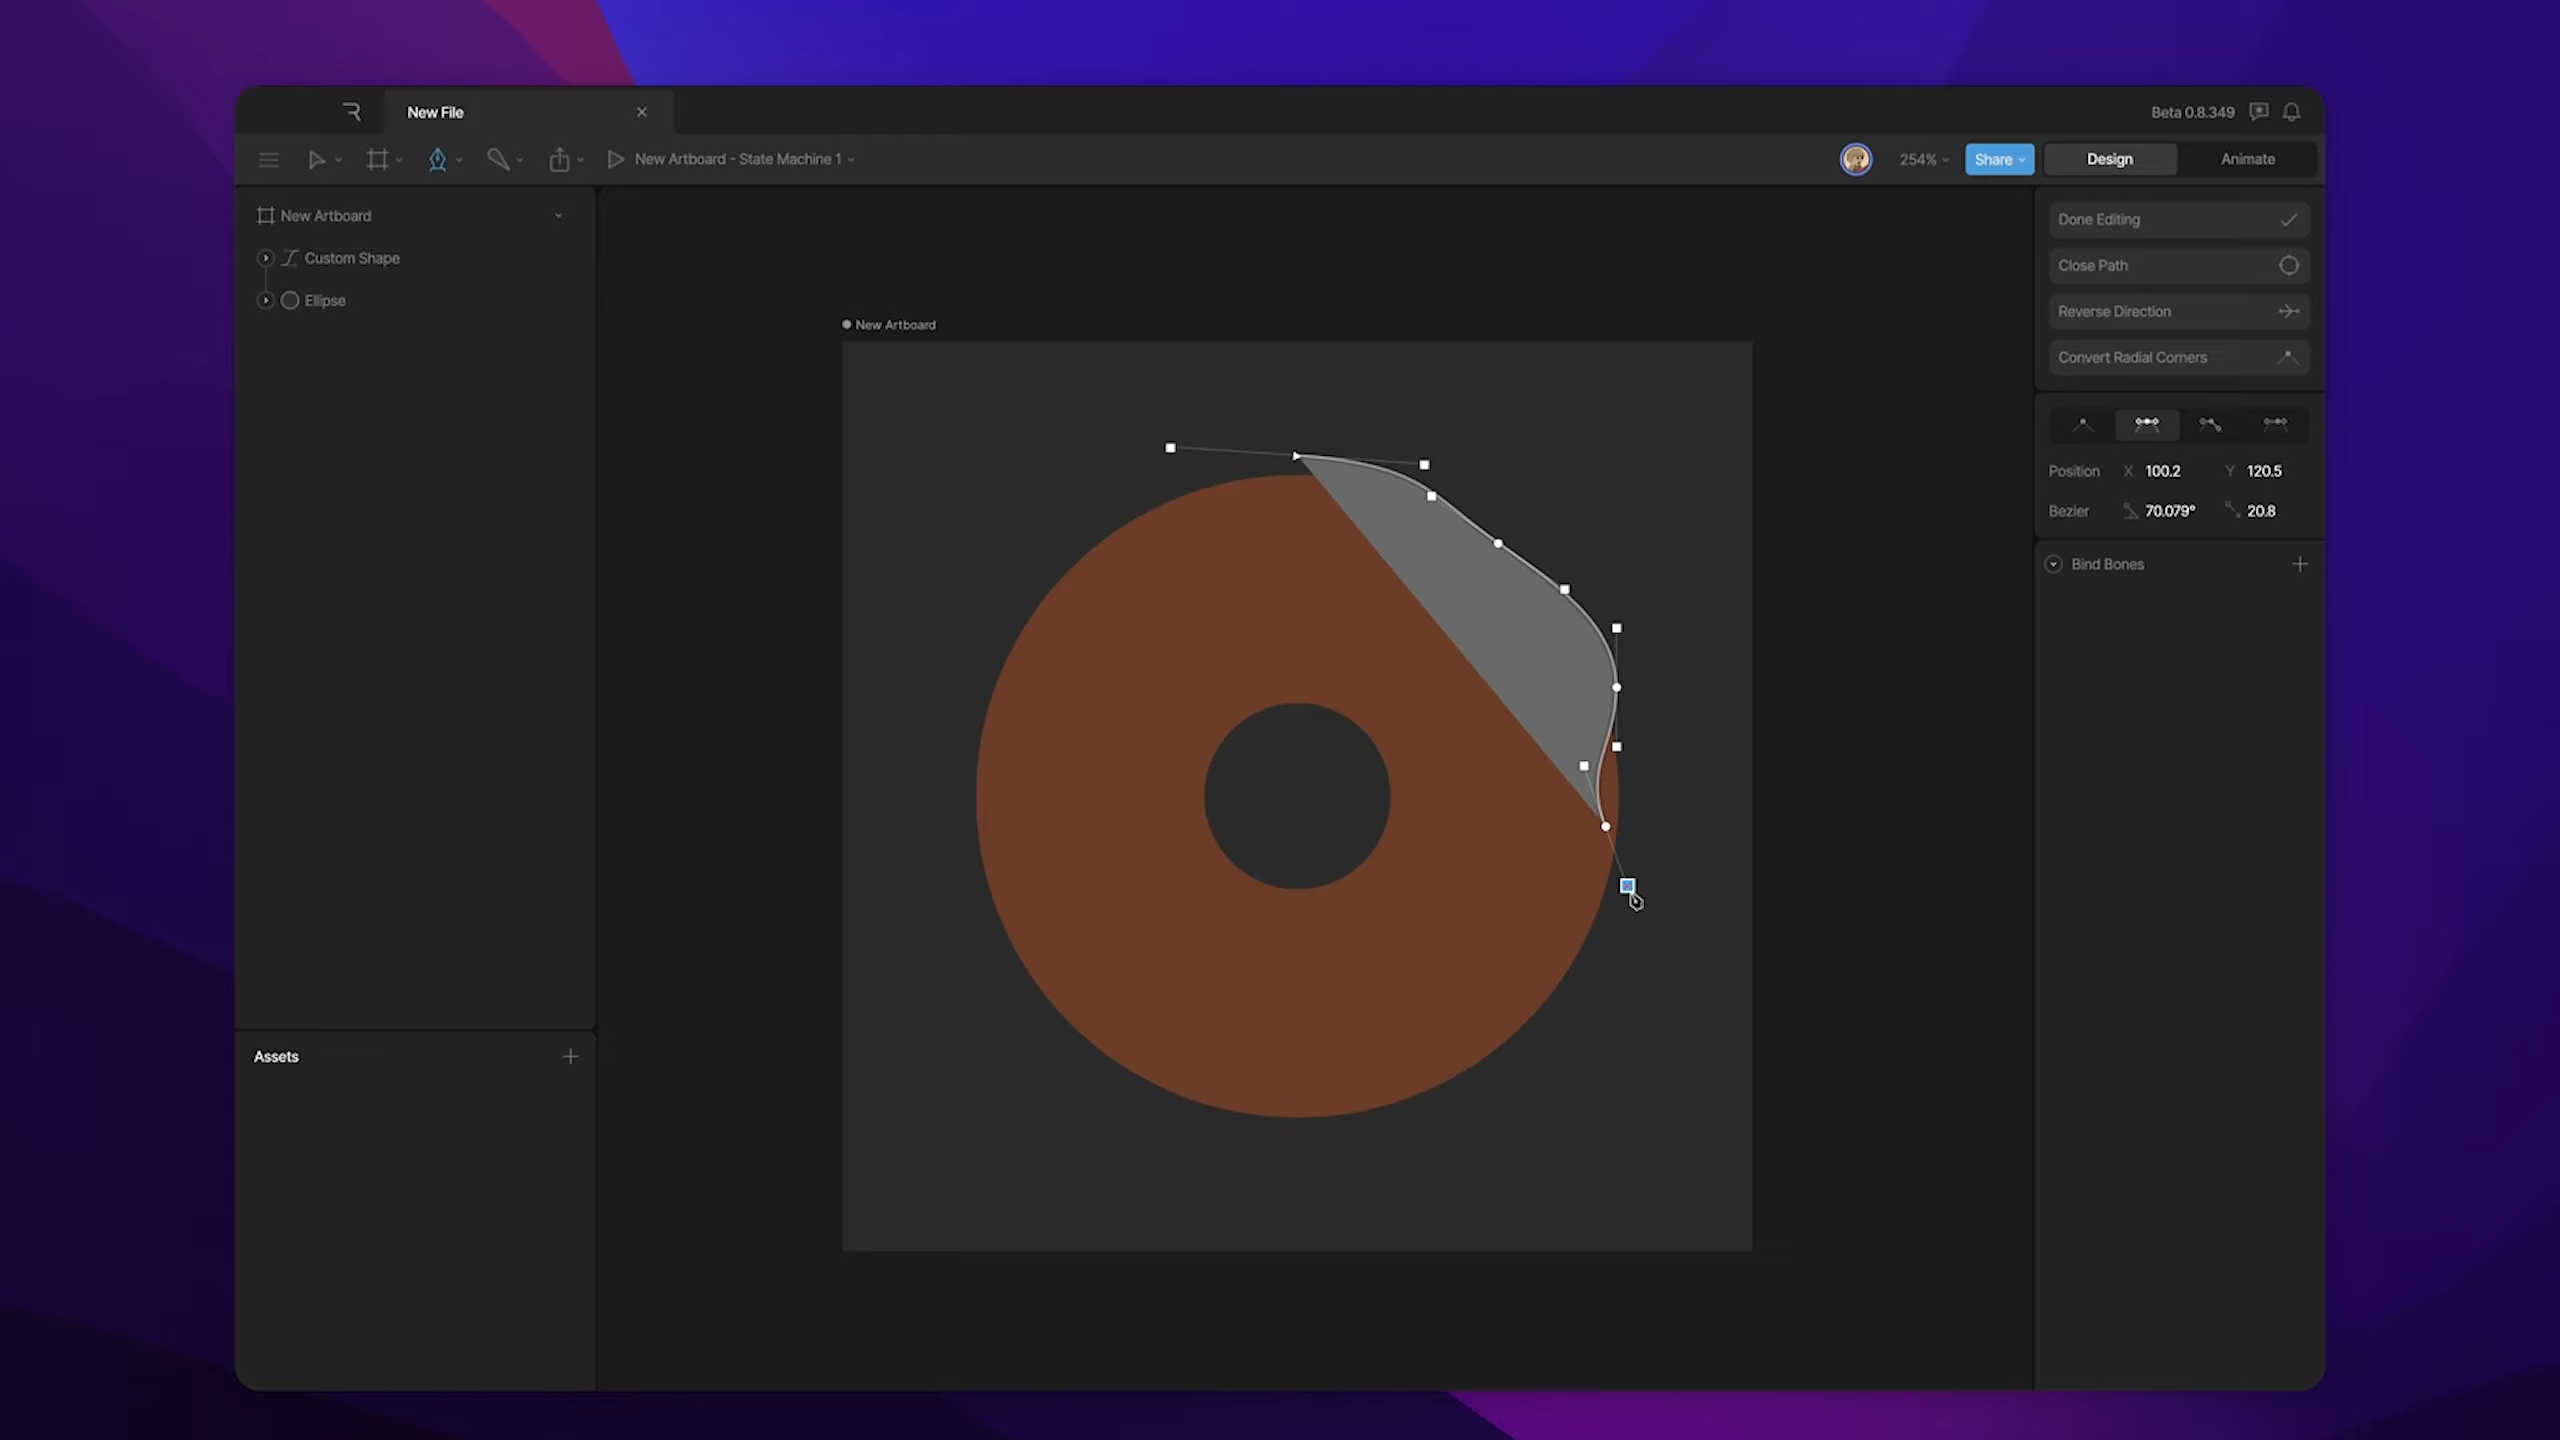 New File
Beta 0.8.349
New Artboard - State Machine 1
254%
Share
Design
Animate
New Artboard
Custom Shape
Ellipse
Assets
New Artboard
Done Editing
Close Path
Reverse Direction
Convert Radial Corners
Position X 100.2 Y 120.5
Bezier 70.079° 20.8
Bind Bones